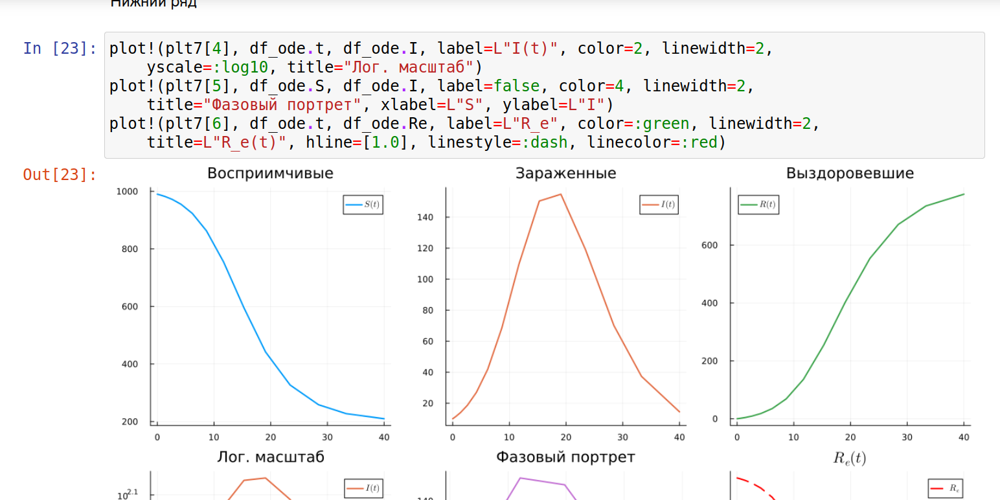 Нижний ряд
In [23]:
plot!(plt7[4], df_ode.t, df_ode.I, label=L"I(t)", color=2, linewidth=2,
    yscale=:log10, title="Лог. масштаб")
plot!(plt7[5], df_ode.S, df_ode.I, label=false, color=4, linewidth=2,
    title="Фазовый портрет", xlabel=L"S", ylabel=L"I")
plot!(plt7[6], df_ode.t, df_ode.Re, label=L"R_e", color=:green, linewidth=2,
    title=L"R_e(t)", hline=[1.0], linestyle=:dash, linecolor=:red)
Out[23]:
Восприимчивые
1000
800
600
400
200
0 10 20 30 40
S(t)
Зараженные
140
120
100
80
60
40
20
0 10 20 30 40
I(t)
Выздоровевшие
600
400
200
0
0 10 20 30 40
R(t)
Лог. масштаб
10^2.1
I(t)
Фазовый портрет
140
R_e(t)
R_e